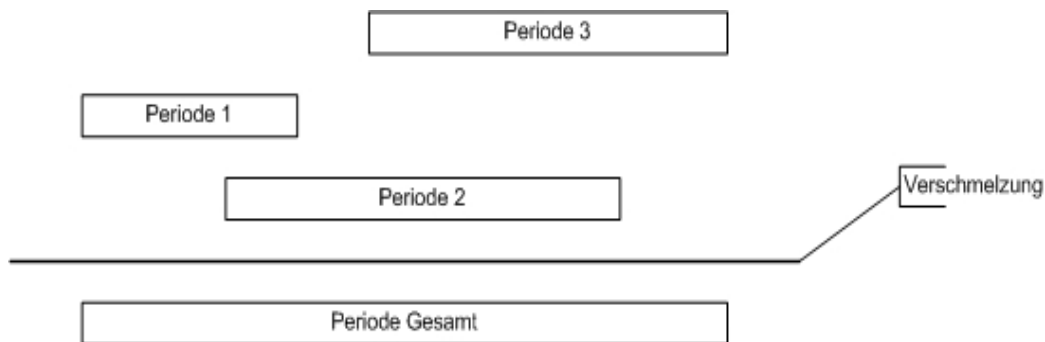 Periode 3
Periode 1
Periode 2
Verschmelzung
Periode Gesamt